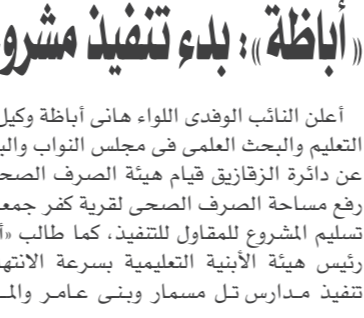 «أباظة»: بدء تنفيذ مشرو
أعلن النائب الوفدى اللواء هانى أباظة وكيل
التعليم والبحث العلمى فى مجلس النواب والب
عن دائرة الزقازيق قيام هيئة الصرف الصح
رفع مساحة الصرف الصحى لقرية كفر جمع
تسليم المشروع للمقاول للتنفيذ، كما طالب «أ
رئيس هيئة الأبنية التعليمية بسرعة الانته
تنفيذ مدارس تل مسمار وبنى عامر والم